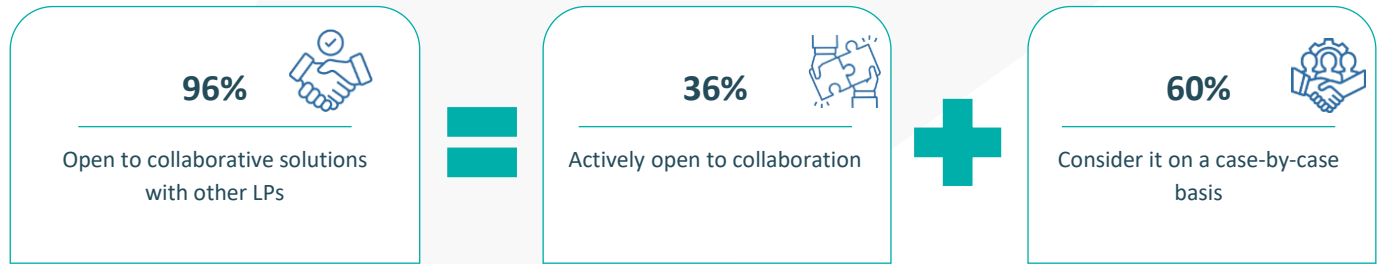 96%
Open to collaborative solutions
with other LPs
36%
Actively open to collaboration
60%
Consider it on a case-by-case
basis